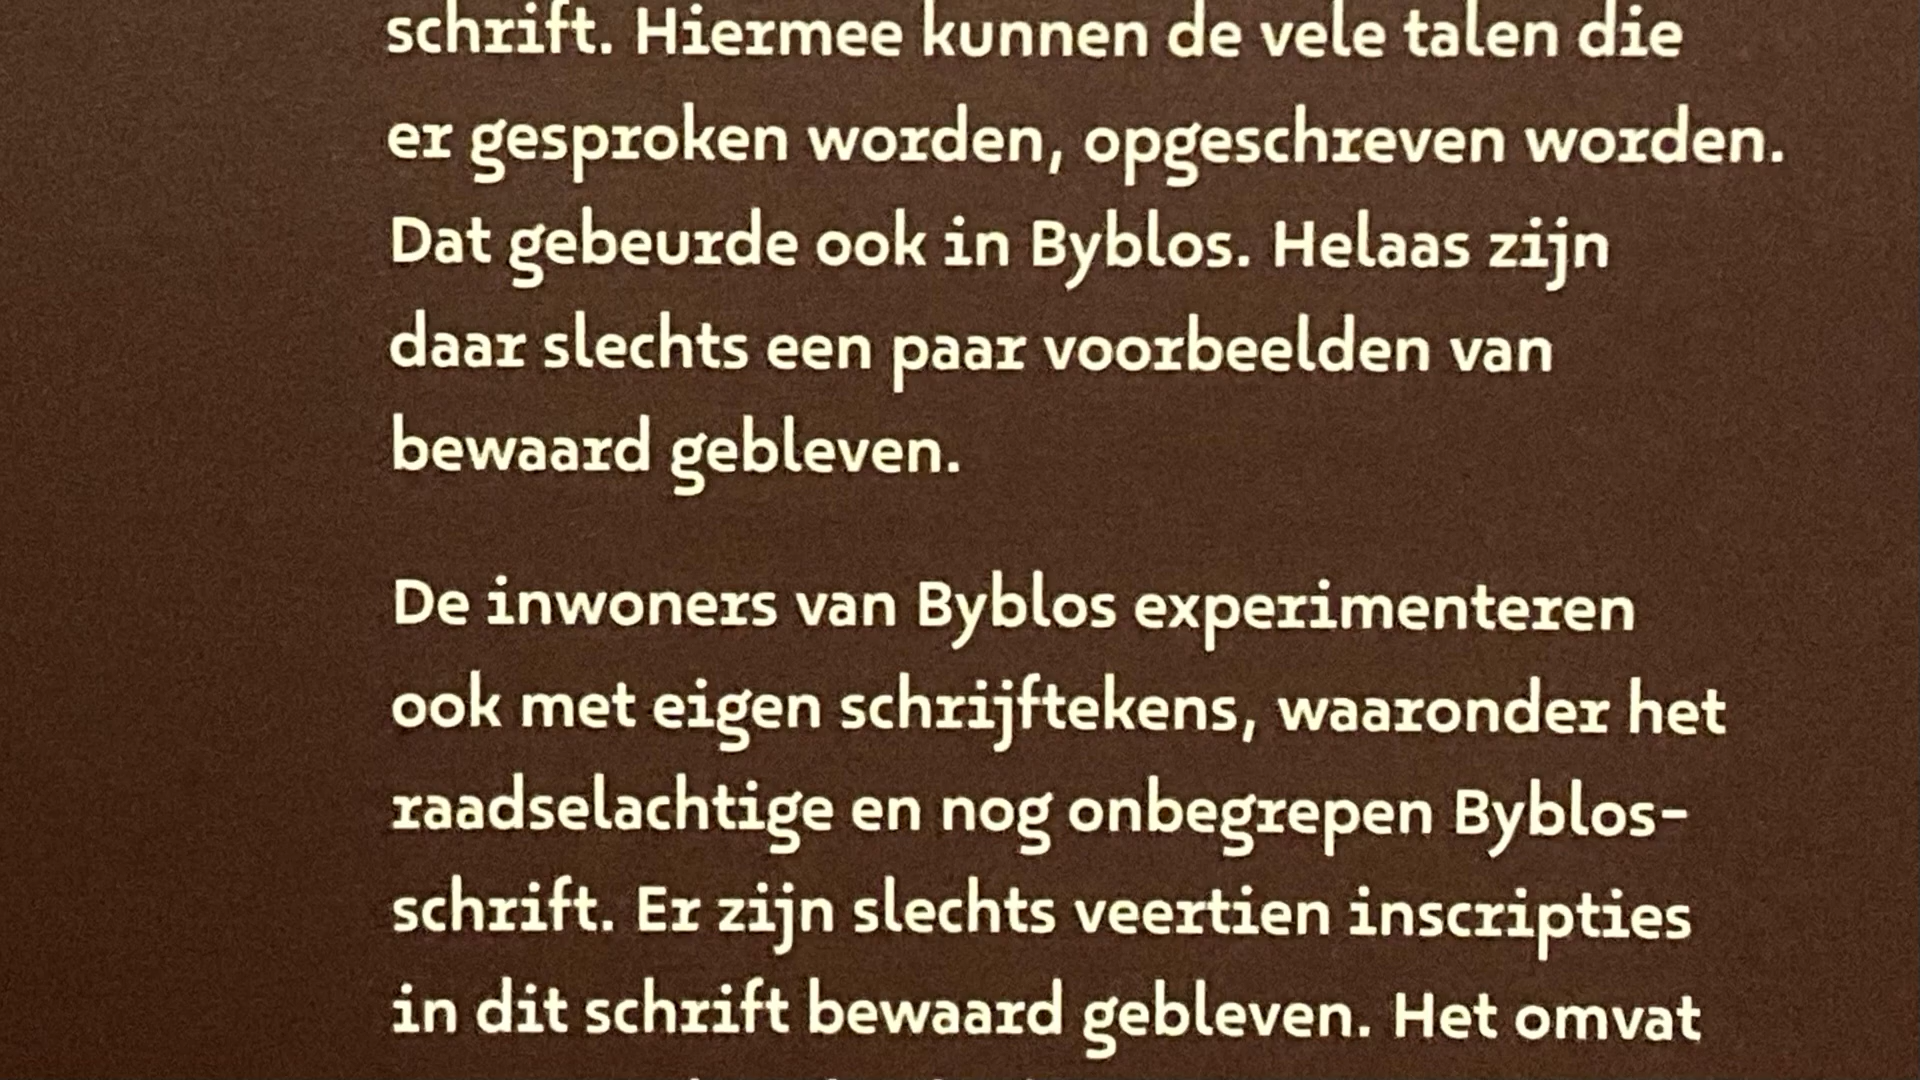 schrift. Hiermee kunnen de vele talen die
er gesproken worden, opgeschreven worden.
Dat gebeurde ook in Byblos. Helaas zijn
daar slechts een paar voorbeelden van
bewaard gebleven.
De inwoners van Byblos experimenteren
ook met eigen schrijftekens, waaronder het
raadselachtige en nog onbegrepen Byblos-
schrift. Er zijn slechts veertien inscripties
in dit schrift bewaard gebleven. Het omvat